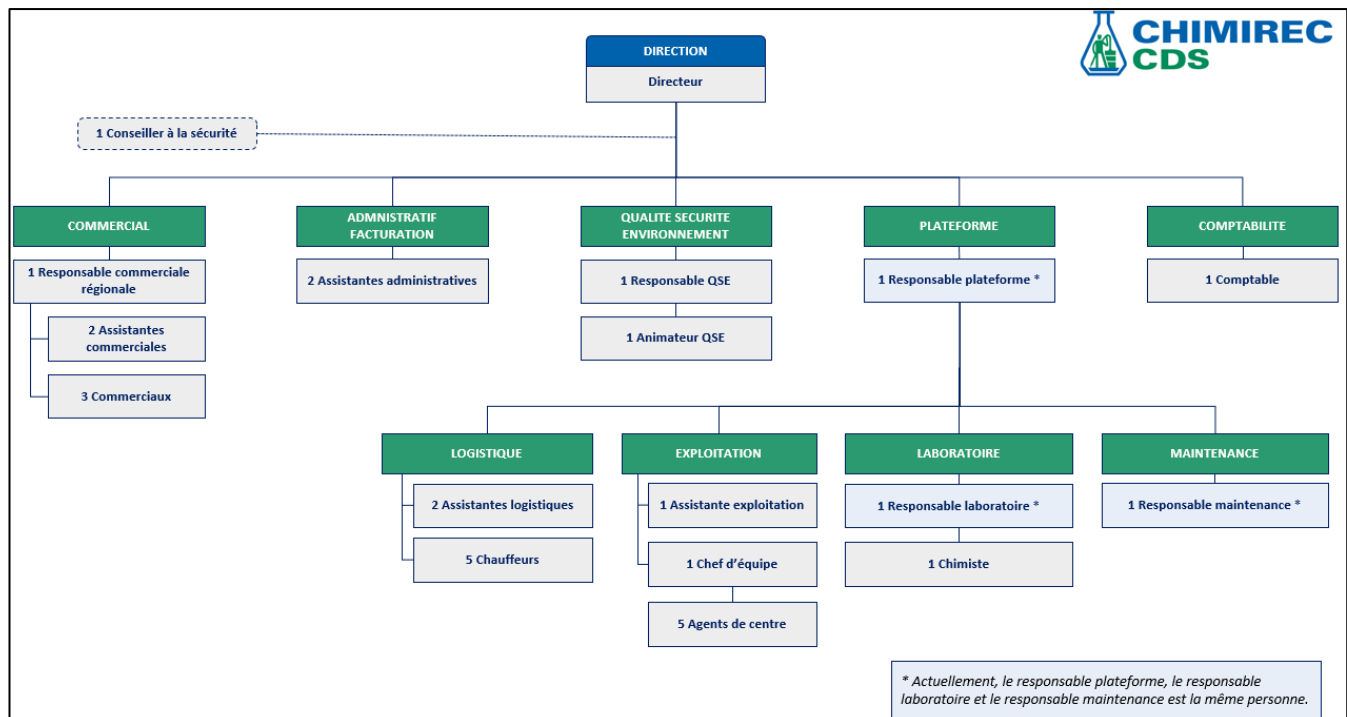 CHIMIREC
CDS
DIRECTION
Directeur
1 Conseiller à la sécurité
COMMERCIAL
ADMNISTRATIF
FACTURATION
QUALITE SECURITE
ENVIRONNEMENT
PLATEFORME
COMPTABILITE
1 Responsable commerciale
régionale
2 Assistantes administratives
1 Responsable QSE
1 Responsable plateforme *
1 Comptable
2 Assistantes
commerciales
1 Animateur QSE
3 Commerciaux
LOGISTIQUE
EXPLOITATION
LABORATOIRE
MAINTENANCE
2 Assistantes logistiques
1 Assistante exploitation
1 Responsable laboratoire *
1 Responsable maintenance *
5 Chauffeurs
1 Chef d’équipe
1 Chimiste
5 Agents de centre
* Actuellement, le responsable plateforme, le responsable
laboratoire et le responsable maintenance est la même personne.